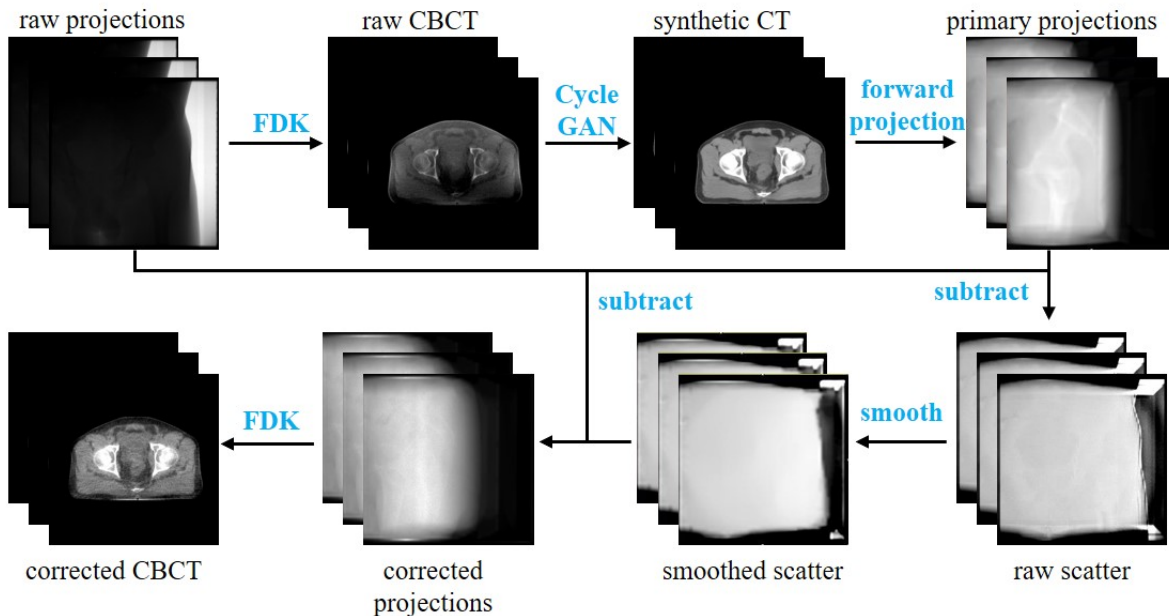 raw projections
raw CBCT
synthetic CT
primary projections
FDK
Cycle
GAN
forward
projection
subtract
subtract
FDK
smooth
corrected CBCT
corrected
projections
smoothed scatter
raw scatter